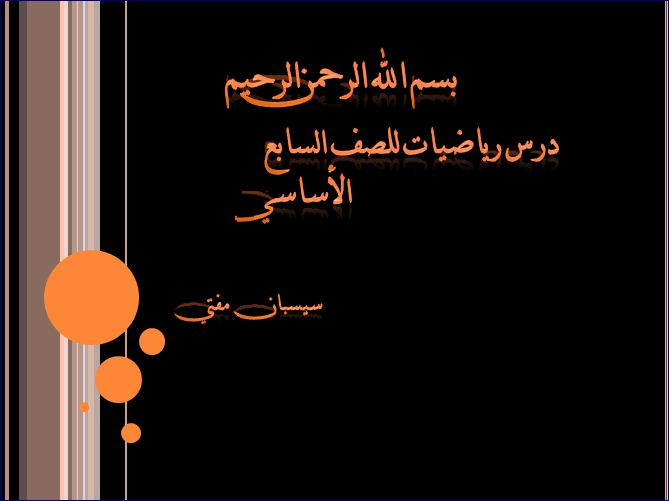 بسم الله الرحمن الرحيم
درس رياضيات للصف السابع
الأساسي
سيسبان مفتي